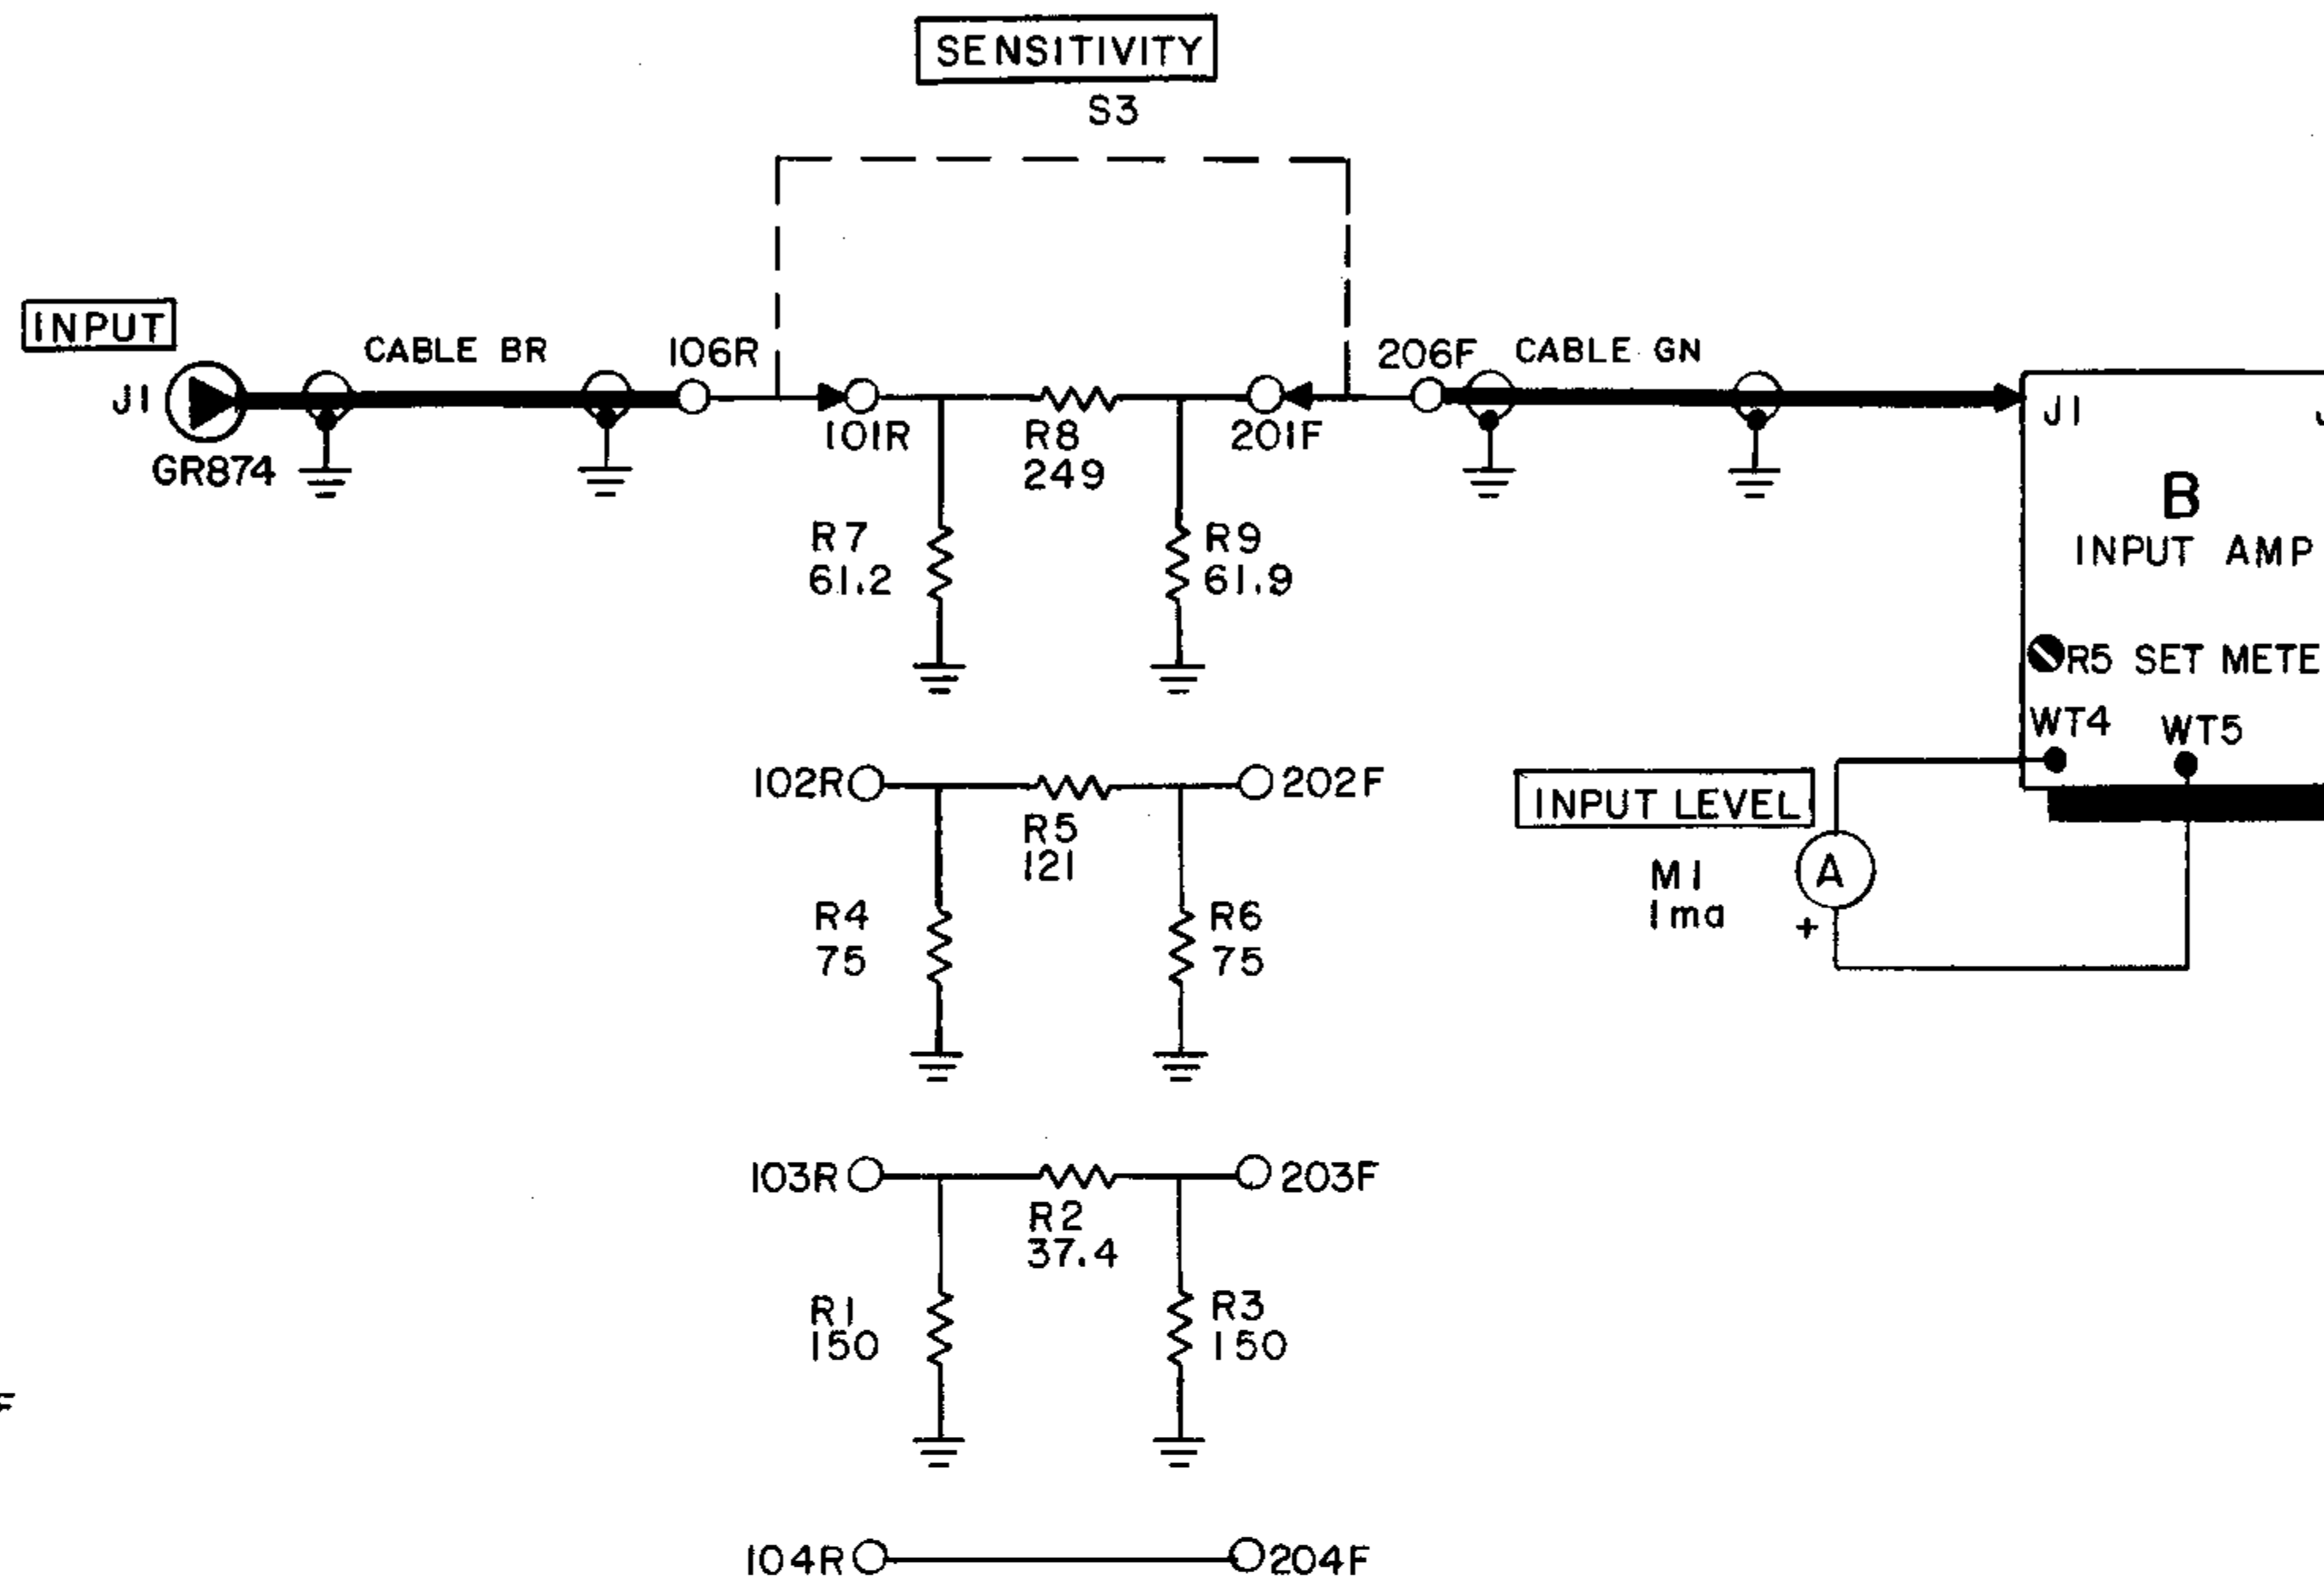 SENSITIVITY
S3
INPUT
CABLE BR
106R
206F
CABLE GN
J1
GR874
101R
R8
249
201F
J1
B
INPUT AMP
R7
61.2
R9
61.9
R5 SET METE
WT4
WT5
102R
202F
R5
121
INPUT LEVEL
M1
1ma
A
+
R4
75
R6
75
103R
203F
R2
37.4
R1
150
R3
150
104R
204F